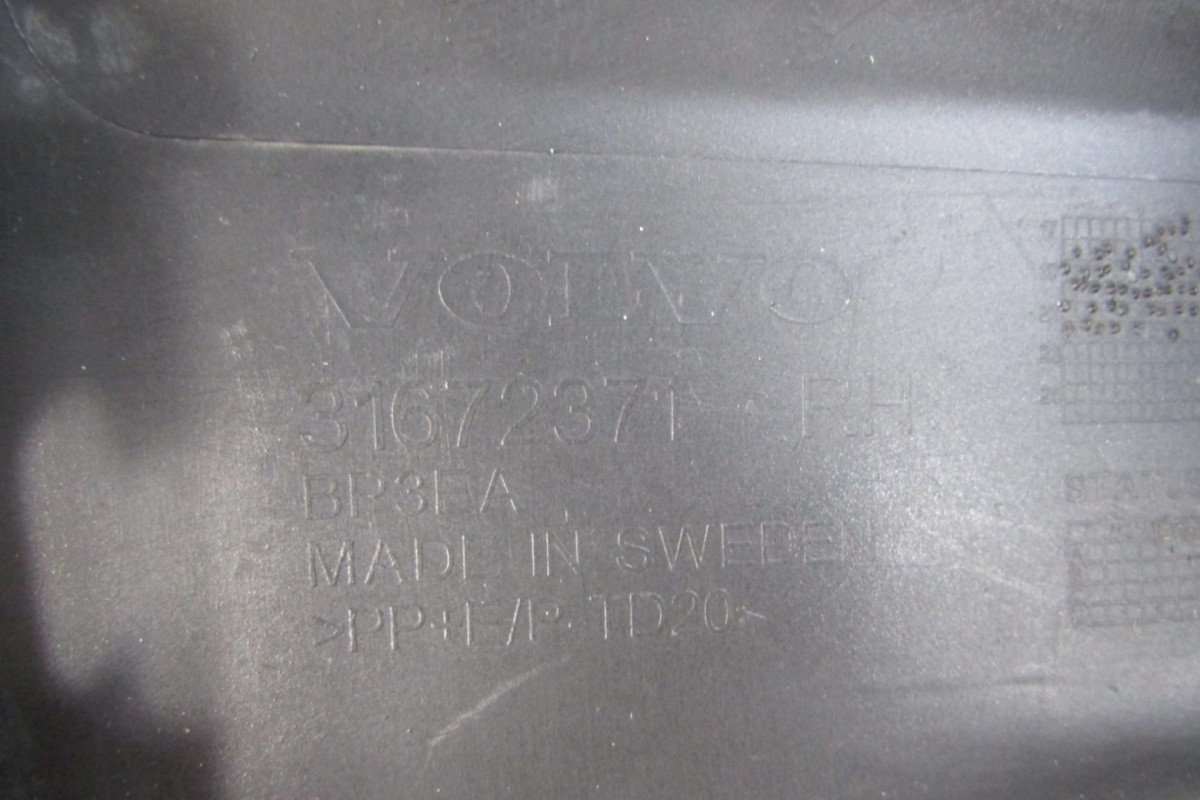 VOLVO
31672371 RH
BP3EA
MADE IN SWEDEN
>PP+E/P-TD20<